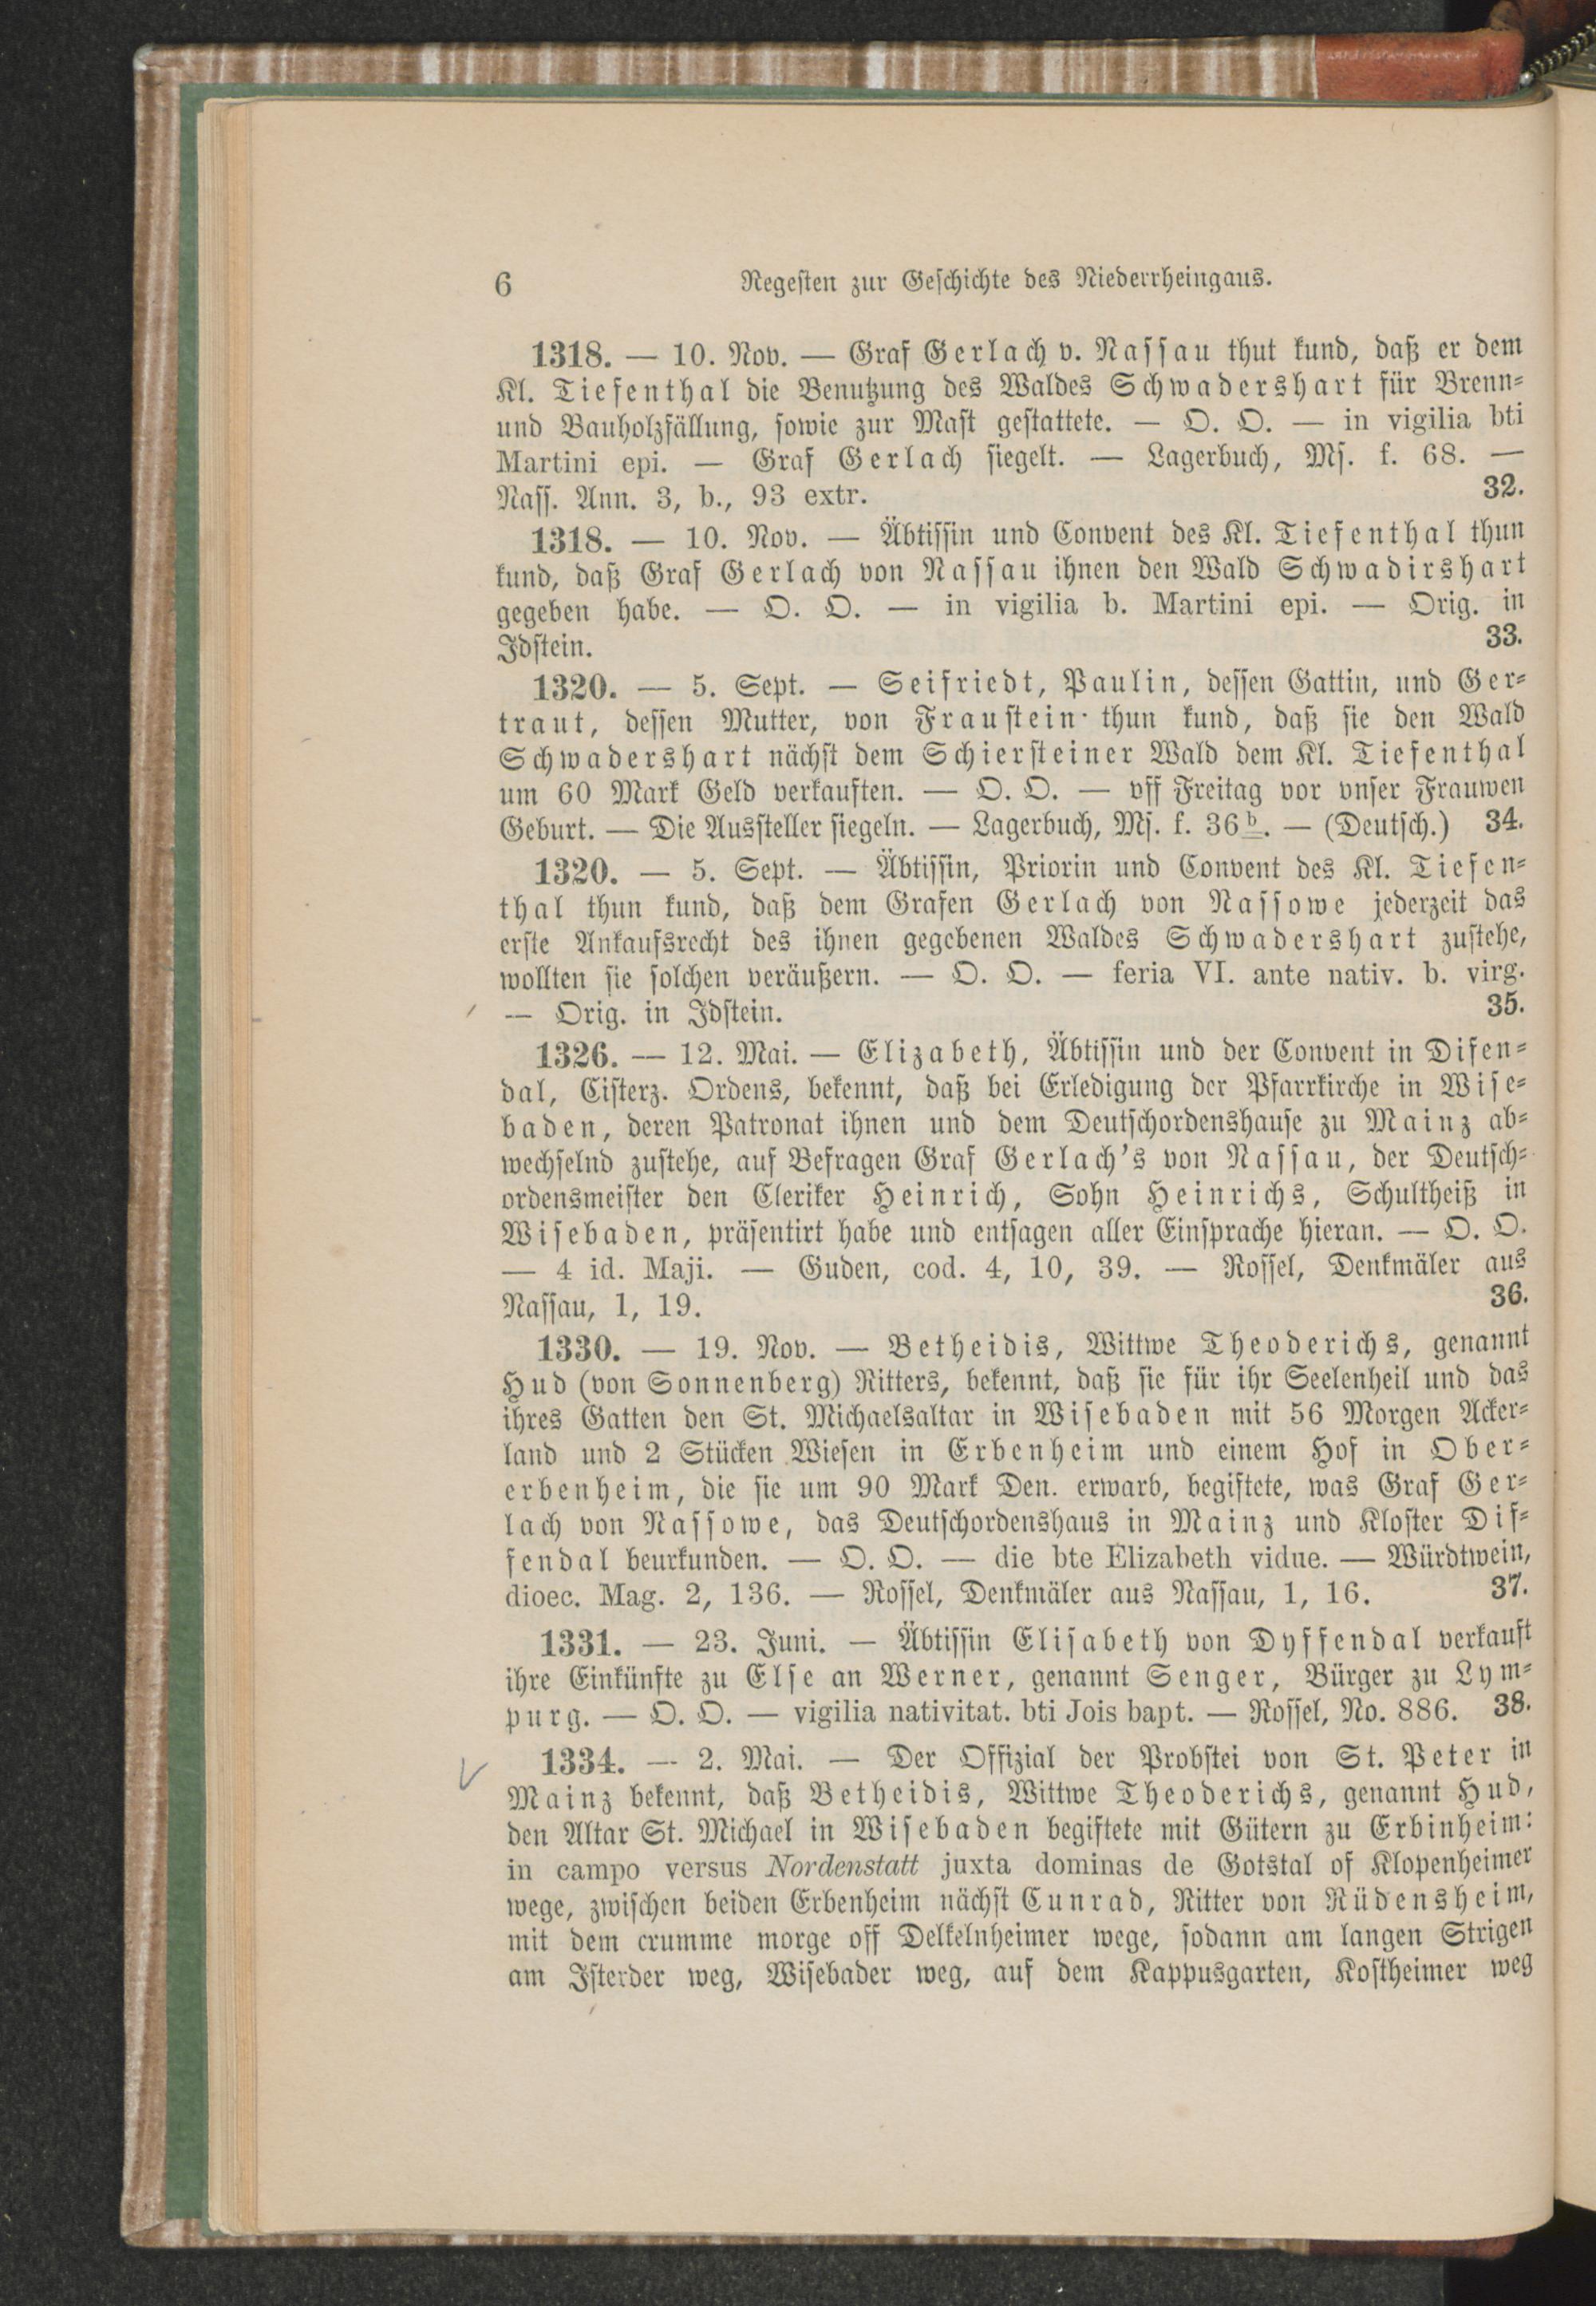 6 Regesten zur Geschichte des Niederrheingaus.
1318. — 10. Nov. — Graf Gerlach v. Nassau thut kund, daß er dem
Kl. Tiefenthal die Benutzung des Waldes Schwadershart für Brenn-
und Bauholzfällung, sowie zur Mast gestattete. — O. O. — in vigilia bti
Martini epi. — Graf Gerlach siegelt. — Lagerbuch, Ms. f. 68. —
Nass. Ann. 3, b., 93 extr. 32.
1318. — 10. Nov. — Äbtissin und Convent des Kl. Tiefenthal thun
kund, daß Graf Gerlach von Nassau ihnen den Wald Schwadirshart
gegeben habe. — O. O. — in vigilia b. Martini epi. — Orig. in
Idstein. 33.
1320. — 5. Sept. — Seifriedt, Paulin, dessen Gattin, und Ger-
traut, dessen Mutter, von Fraustein thun kund, daß sie den Wald
Schwadershart nächst dem Schiersteiner Wald dem Kl. Tiefenthal
um 60 Mark Geld verkauften. — O. O. — vff Freitag vor vnser Frauwen
Geburt. — Die Aussteller siegeln. — Lagerbuch, Ms. f. 36 b. — (Deutsch.) 34.
1320. — 5. Sept. — Äbtissin, Priorin und Convent des Kl. Tiefen-
thal thun kund, daß dem Grafen Gerlach von Nassowe jederzeit das
erste Ankaufsrecht des ihnen gegebenen Waldes Schwadershart zustehe,
wollten sie solchen veräußern. — O. O. — feria VI. ante nativ. b. virg.
— Orig. in Idstein. 35.
1326. — 12. Mai. — Elizabeth, Äbtissin und der Convent in Difen-
dal, Cisterz. Ordens, bekennt, daß bei Erledigung der Pfarrkirche in Wise-
baden, deren Patronat ihnen und dem Deutschordenshause zu Mainz ab-
wechselnd zustehe, auf Befragen Graf Gerlach's von Nassau, der Deutsch-
ordensmeister den Cleriker Heinrich, Sohn Heinrichs, Schultheiß in
Wisebaden, präsentirt habe und entsagen aller Einsprache hieran. — O. O.
— 4 id. Maji. — Guden, cod. 4, 10, 39. — Rossel, Denkmäler aus
Nassau, 1, 19. 36.
1330. — 19. Nov. — Betheidis, Wittwe Theoderichs, genannt
Hud (von Sonnenberg) Ritters, bekennt, daß sie für ihr Seelenheil und das
ihres Gatten den St. Michaelsaltar in Wisebaden mit 56 Morgen Acker-
land und 2 Stücken Wiesen in Erbenheim und einem Hof in Ober-
erbenheim, die sie um 90 Mark Den. erwarb, begiftete, was Graf Ger-
lach von Nassowe, das Deutschordenshaus in Mainz und Kloster Dif-
fendal beurkunden. — O. O. — die bte Elizabeth vidue. — Würdtwein,
dioec. Mag. 2, 136. — Rossel, Denkmäler aus Nassau, 1, 16. 37.
1331. — 23. Juni. — Äbtissin Elisabeth von Dyffendal verkauft
ihre Einkünfte zu Else an Werner, genannt Senger, Bürger zu Lym-
purg. — O. O. — vigilia nativitat. bti Jois bapt. — Rossel, No. 886. 38.
1334. — 2. Mai. — Der Offizial der Probstei von St. Peter in
Mainz bekennt, daß Betheidis, Wittwe Theoderichs, genannt Hud,
den Altar St. Michael in Wisebaden begiftete mit Gütern zu Erbinheim:
in campo versus Nordenstatt juxta dominas de Gotstal of Klopenheimer
wege, zwischen beiden Erbenheim nächst Cunrad, Ritter von Rüdensheim,
mit dem crumme morge off Delkelnheimer wege, sodann am langen Strigen
am Isterder weg, Wisebader weg, auf dem Kappusgarten, Kostheimer weg